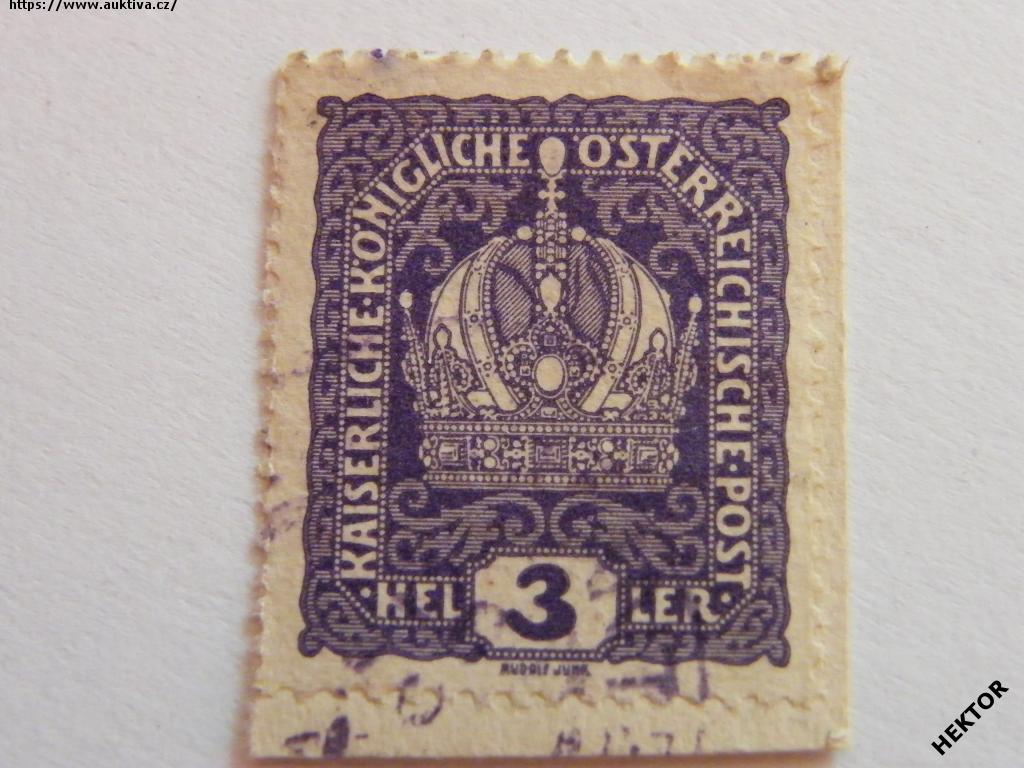 https://www.auktiva.cz/
KAISERLICHE·KÖNIGLICHE ÖSTERREICHISCHE·POST
·HEL 3 LER·
RUDOLF JUNK
HEKTOR